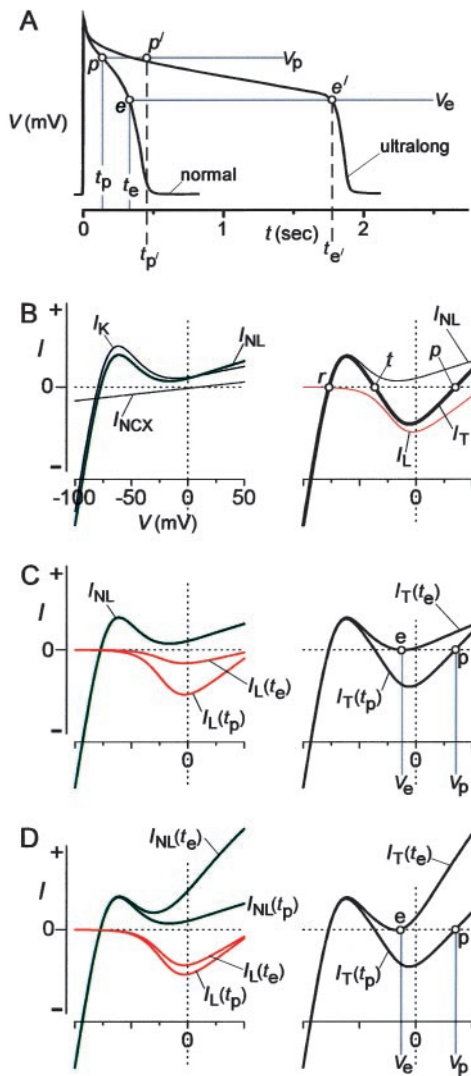 A
p p′ Vp
e e′ Ve
V (mV)
tp te normal ultralong
0 1 2
t (sec)
tp′ te′
B
+ IK INL INL
I r t p
0
INCX IL IT
−
-100 -50 0 50 0
V (mV)
C
+ INL IT(te)
I e
0 p
IL(te) IT(tp)
IL(tp)
−
0 0
Ve Vp
D
INL(te) IT(te)
+
I INL(tp) e
0 p
IL(te) IT(tp)
IL(tp)
−
0 0
Ve Vp